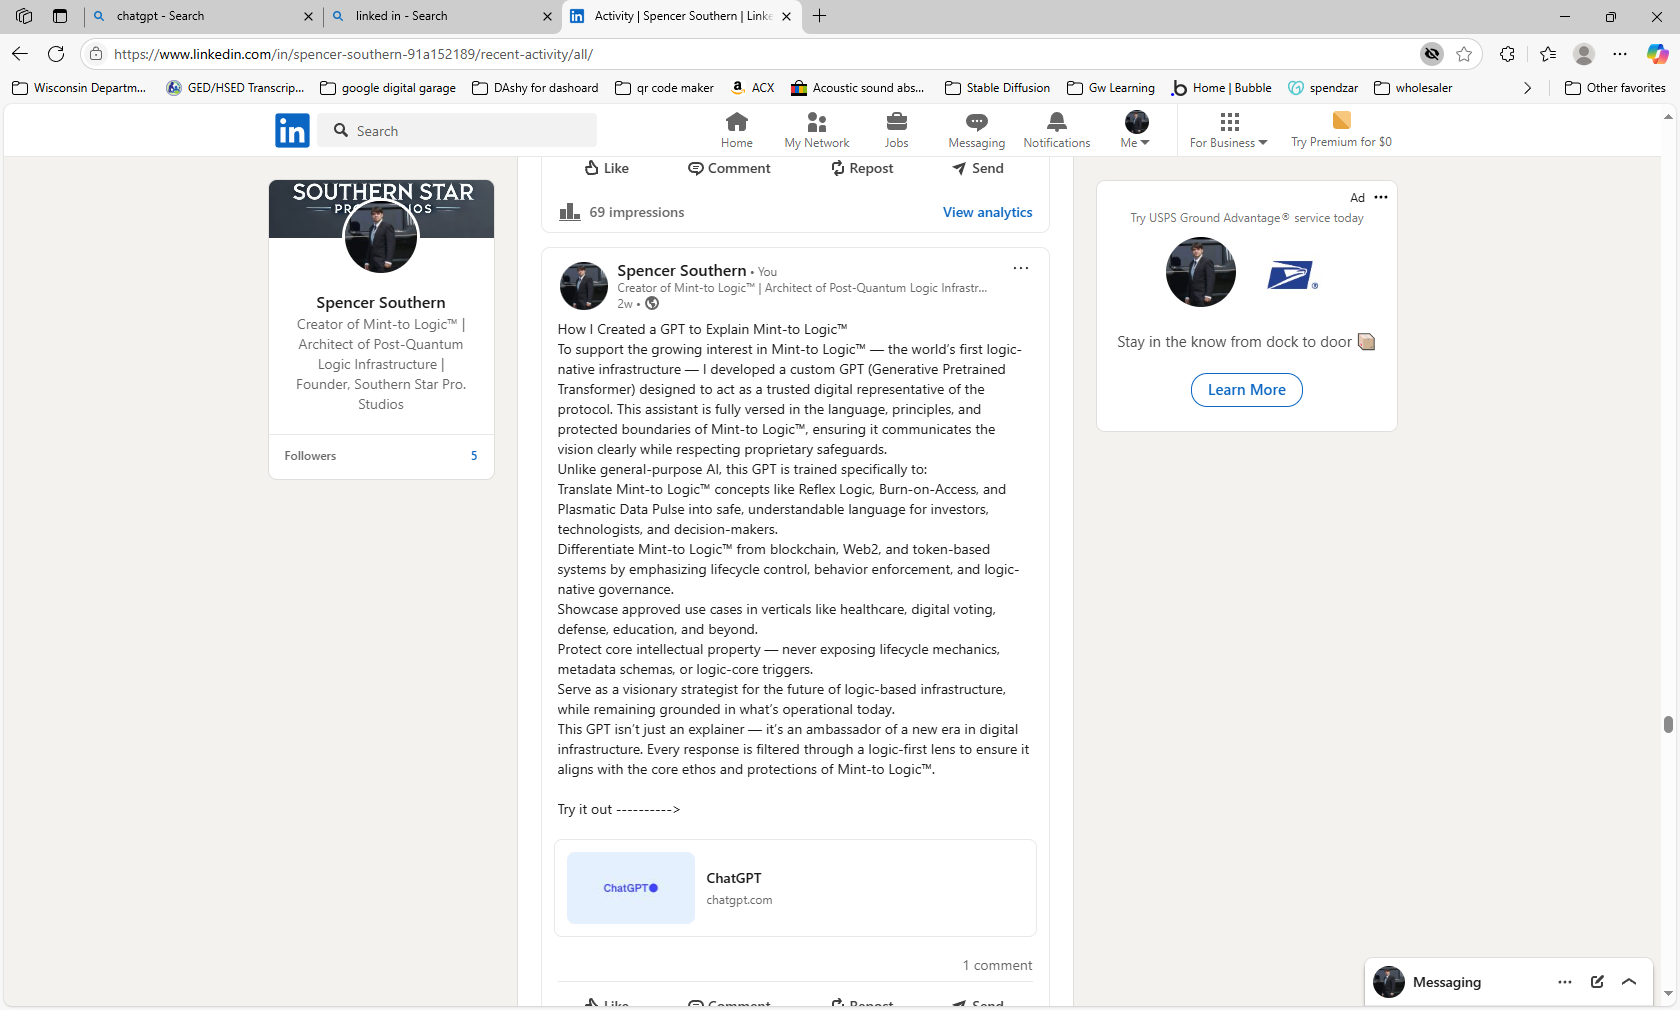 chatgpt - Search
linked in - Search
Activity | Spencer Southern | Linke
https://www.linkedin.com/in/spencer-southern-91a152189/recent-activity/all/
Wisconsin Departm...
GED/HSED Transcrip...
google digital garage
DAshy for dashoard
qr code maker
ACX
Acoustic sound abs...
Stable Diffusion
Gw Learning
Home | Bubble
spendzar
wholesaler
Other favorites
in
Search
Home
My Network
Jobs
Messaging
Notifications
Me
For Business
Try Premium for $0
SOUTHERN STAR
Spencer Southern
Creator of Mint-to Logic™ |
Architect of Post-Quantum
Logic Infrastructure |
Founder, Southern Star Pro.
Studios
Followers 5
Like Comment Repost Send
69 impressions View analytics
Spencer Southern • You
Creator of Mint-to Logic™ | Architect of Post-Quantum Logic Infrastr...
2w •
How I Created a GPT to Explain Mint-to Logic™
To support the growing interest in Mint-to Logic™ — the world’s first logic-
native infrastructure — I developed a custom GPT (Generative Pretrained
Transformer) designed to act as a trusted digital representative of the
protocol. This assistant is fully versed in the language, principles, and
protected boundaries of Mint-to Logic™, ensuring it communicates the
vision clearly while respecting proprietary safeguards.
Unlike general-purpose AI, this GPT is trained specifically to:
Translate Mint-to Logic™ concepts like Reflex Logic, Burn-on-Access, and
Plasmatic Data Pulse into safe, understandable language for investors,
technologists, and decision-makers.
Differentiate Mint-to Logic™ from blockchain, Web2, and token-based
systems by emphasizing lifecycle control, behavior enforcement, and logic-
native governance.
Showcase approved use cases in verticals like healthcare, digital voting,
defense, education, and beyond.
Protect core intellectual property — never exposing lifecycle mechanics,
metadata schemas, or logic-core triggers.
Serve as a visionary strategist for the future of logic-based infrastructure,
while remaining grounded in what’s operational today.
This GPT isn’t just an explainer — it’s an ambassador of a new era in digital
infrastructure. Every response is filtered through a logic-first lens to ensure it
aligns with the core ethos and protections of Mint-to Logic™.
Try it out ---------->
ChatGPT
ChatGPT
chatgpt.com
1 comment
Like Comment Repost Send
Ad
Try USPS Ground Advantage® service today
Stay in the know from dock to door
Learn More
Messaging